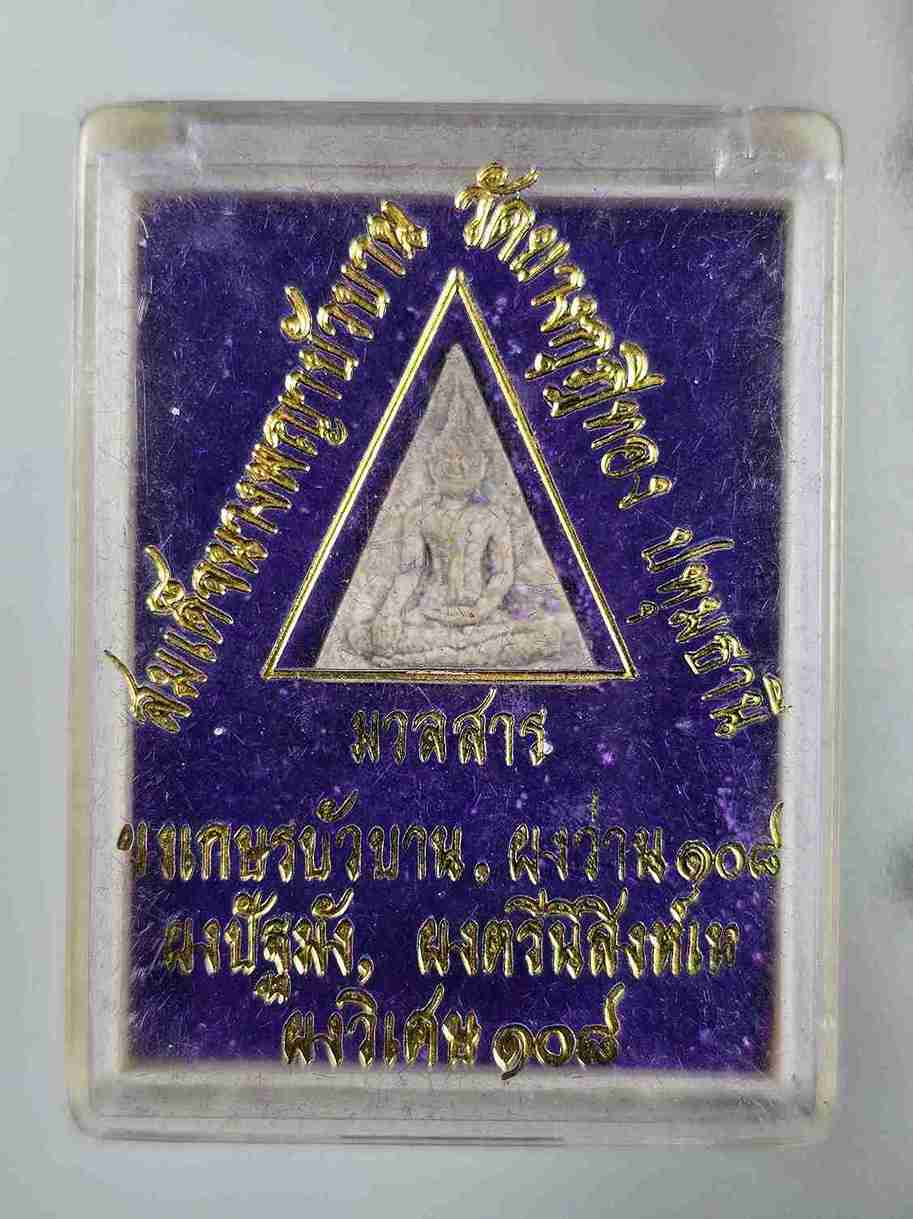 สมเด็จนางพญาบัวบาน
วัดบางกุฎีทอง ปทุมธานี
มวลสาร
ผงเกษรบัวบาน, ผงว่าน ๑๐๘
ผงปัฐมัง, ผงตรีนิสิงห์เห
ผงวิเศษ ๑๐๘